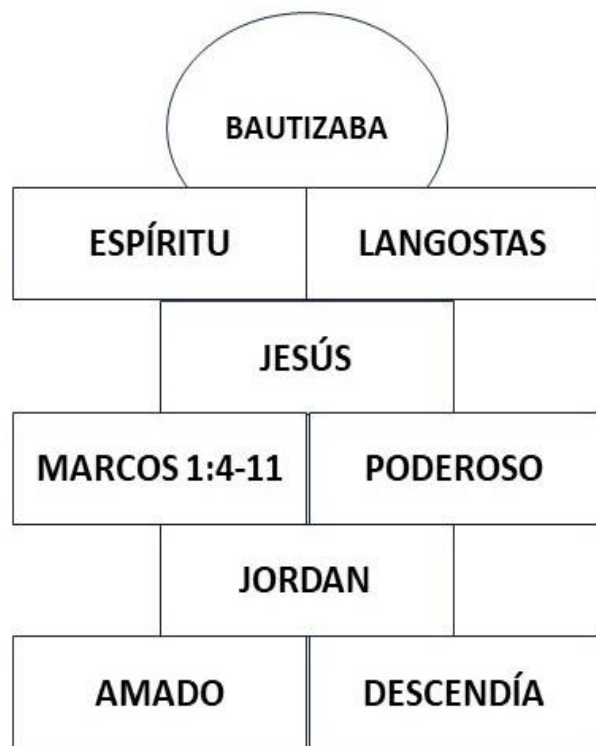 BAUTIZABA
ESPÍRITU
LANGOSTAS
JESÚS
MARCOS 1:4-11
PODEROSO
JORDAN
AMADO
DESCENDÍA